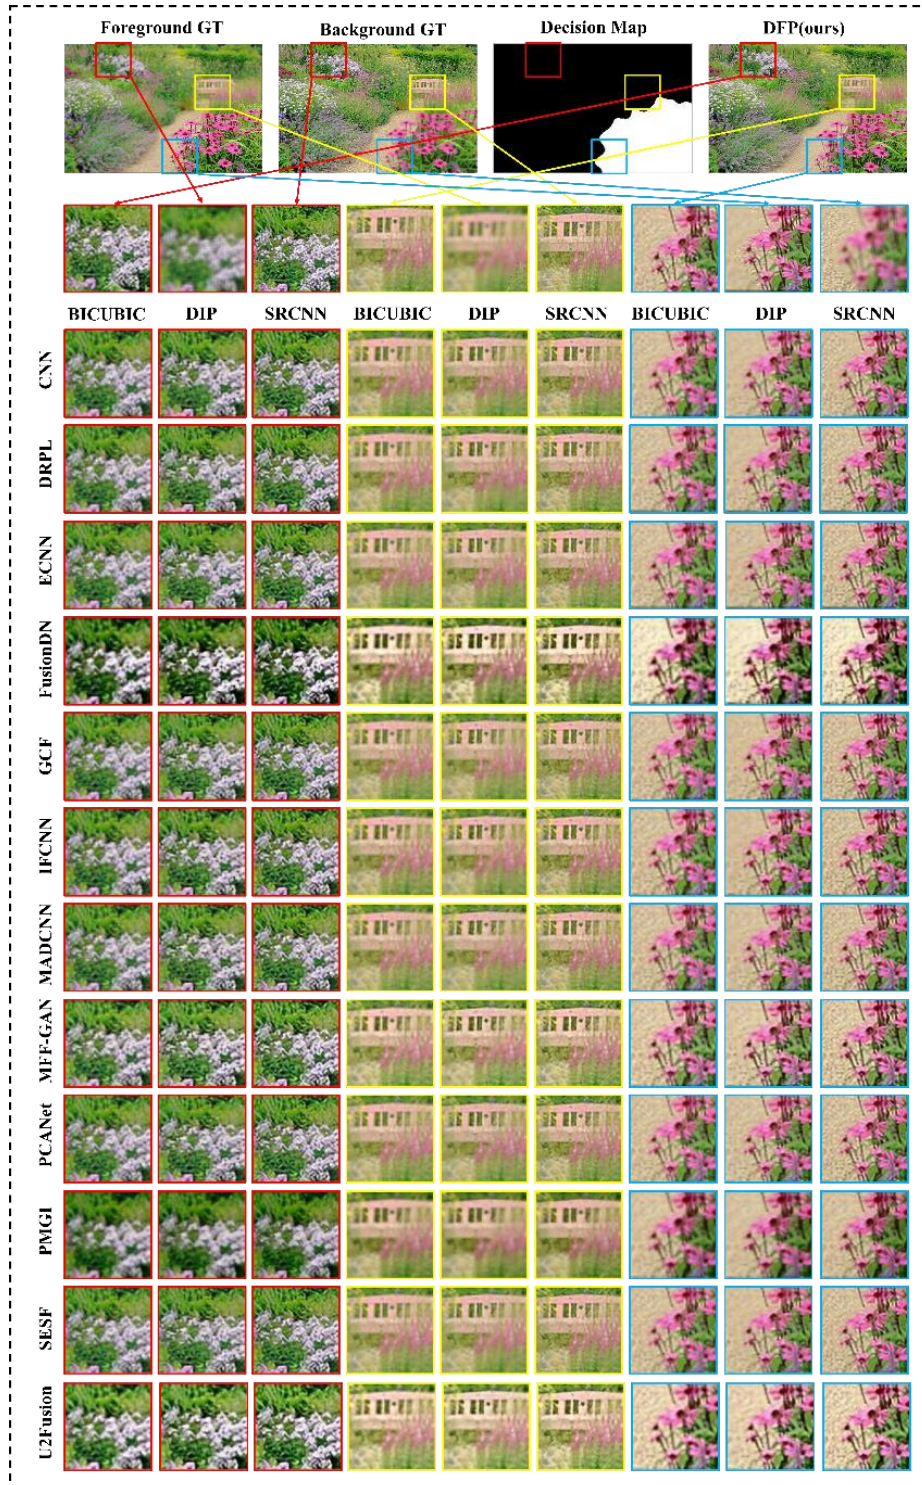 Foreground GT Background GT Decision Map DFP(ours)
BICUBIC DIP SRCNN BICUBIC DIP SRCNN BICUBIC DIP SRCNN
CNN
DRPL
ECNN
FusionDN
GCF
IFCNN
MADCNN
MFF-GAN
PCANet
PMGI
SESF
U2Fusion